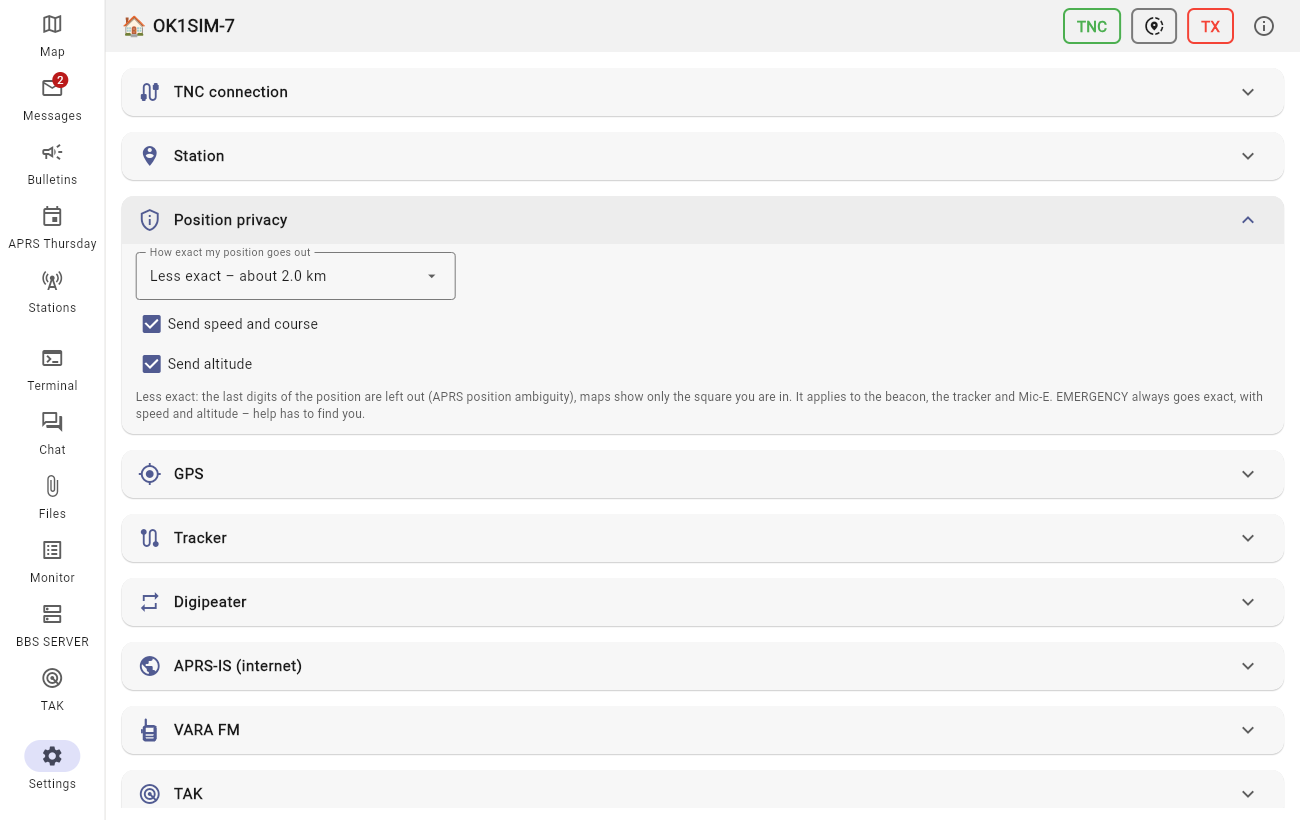 OK1SIM-7
TNC
TX
Map
2
Messages
Bulletins
APRS Thursday
Stations
Terminal
Chat
Files
Monitor
BBS SERVER
TAK
Settings
TNC connection
Station
Position privacy
How exact my position goes out
Less exact – about 2.0 km
Send speed and course
Send altitude
Less exact: the last digits of the position are left out (APRS position ambiguity), maps show only the square you are in. It applies to the beacon, the tracker and Mic-E. EMERGENCY always goes exact, with
speed and altitude – help has to find you.
GPS
Tracker
Digipeater
APRS-IS (internet)
VARA FM
TAK